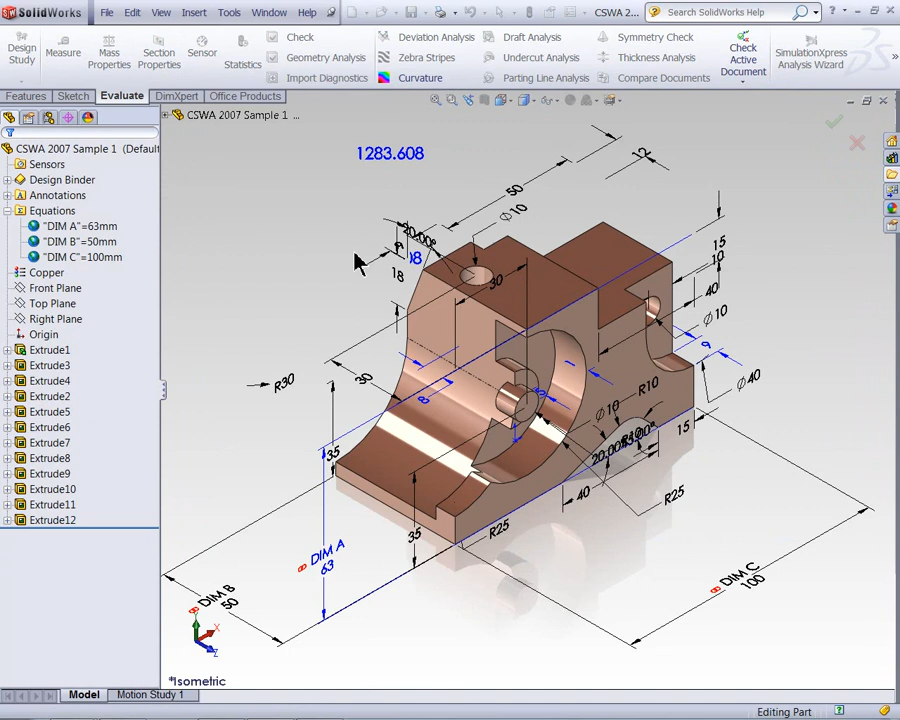 SolidWorks
File Edit View Insert Tools Window Help
CSWA 2...
Search SolidWorks Help
Design Study
Measure
Mass Properties
Section Properties
Sensor
Statistics
Check
Geometry Analysis
Import Diagnostics
Deviation Analysis
Zebra Stripes
Curvature
Draft Analysis
Undercut Analysis
Parting Line Analysis
Symmetry Check
Thickness Analysis
Compare Documents
Check Active Document
SimulationXpress Analysis Wizard
Features Sketch Evaluate DimXpert Office Products
CSWA 2007 Sample 1 (Defaul
Sensors
Design Binder
Annotations
Equations
"DIM A"=63mm
"DIM B"=50mm
"DIM C"=100mm
Copper
Front Plane
Top Plane
Right Plane
Origin
Extrude1
Extrude3
Extrude4
Extrude2
Extrude5
Extrude6
Extrude7
Extrude8
Extrude9
Extrude10
Extrude11
Extrude12
CSWA 2007 Sample 1 ...
1283.608
12
50
Ø10
20.00°
18
30
15
10
40
Ø10
9
Ø40
R30
30
8
35
R10
Ø10
15
40
R25
35
R25
DIM A
63
DIM B
50
DIM C
100
*Isometric
Model Motion Study 1
Editing Part